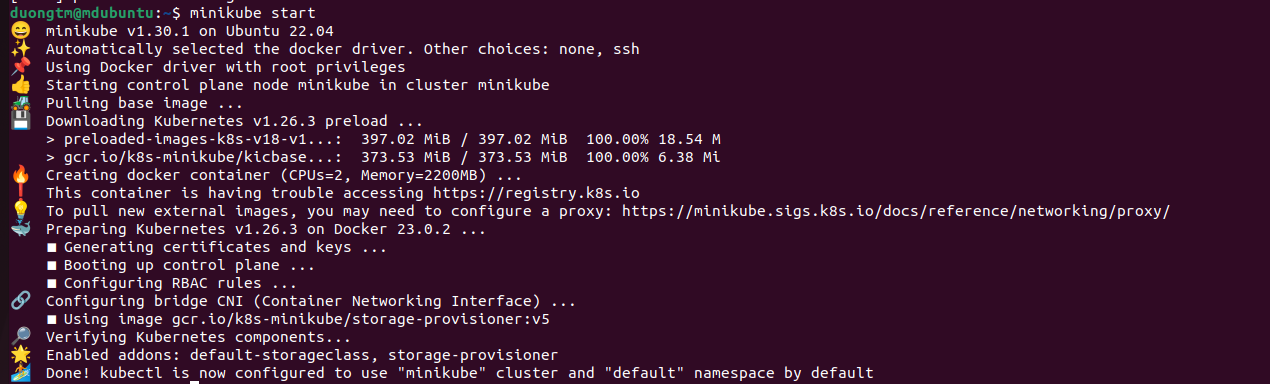 duongtm@mdubuntu:~$ minikube start
😄 minikube v1.30.1 on Ubuntu 22.04
✨ Automatically selected the docker driver. Other choices: none, ssh
📌 Using Docker driver with root privileges
👍 Starting control plane node minikube in cluster minikube
🚜 Pulling base image ...
💾 Downloading Kubernetes v1.26.3 preload ...
> preloaded-images-k8s-v18-v1...: 397.02 MiB / 397.02 MiB 100.00% 18.54 M
> gcr.io/k8s-minikube/kicbase...: 373.53 MiB / 373.53 MiB 100.00% 6.38 Mi
🔥 Creating docker container (CPUs=2, Memory=2200MB) ...
❗ This container is having trouble accessing https://registry.k8s.io
💡 To pull new external images, you may need to configure a proxy: https://minikube.sigs.k8s.io/docs/reference/networking/proxy/
🐳 Preparing Kubernetes v1.26.3 on Docker 23.0.2 ...
▪ Generating certificates and keys ...
▪ Booting up control plane ...
▪ Configuring RBAC rules ...
🔗 Configuring bridge CNI (Container Networking Interface) ...
▪ Using image gcr.io/k8s-minikube/storage-provisioner:v5
🔎 Verifying Kubernetes components...
🌟 Enabled addons: default-storageclass, storage-provisioner
🏄 Done! kubectl is now configured to use "minikube" cluster and "default" namespace by default